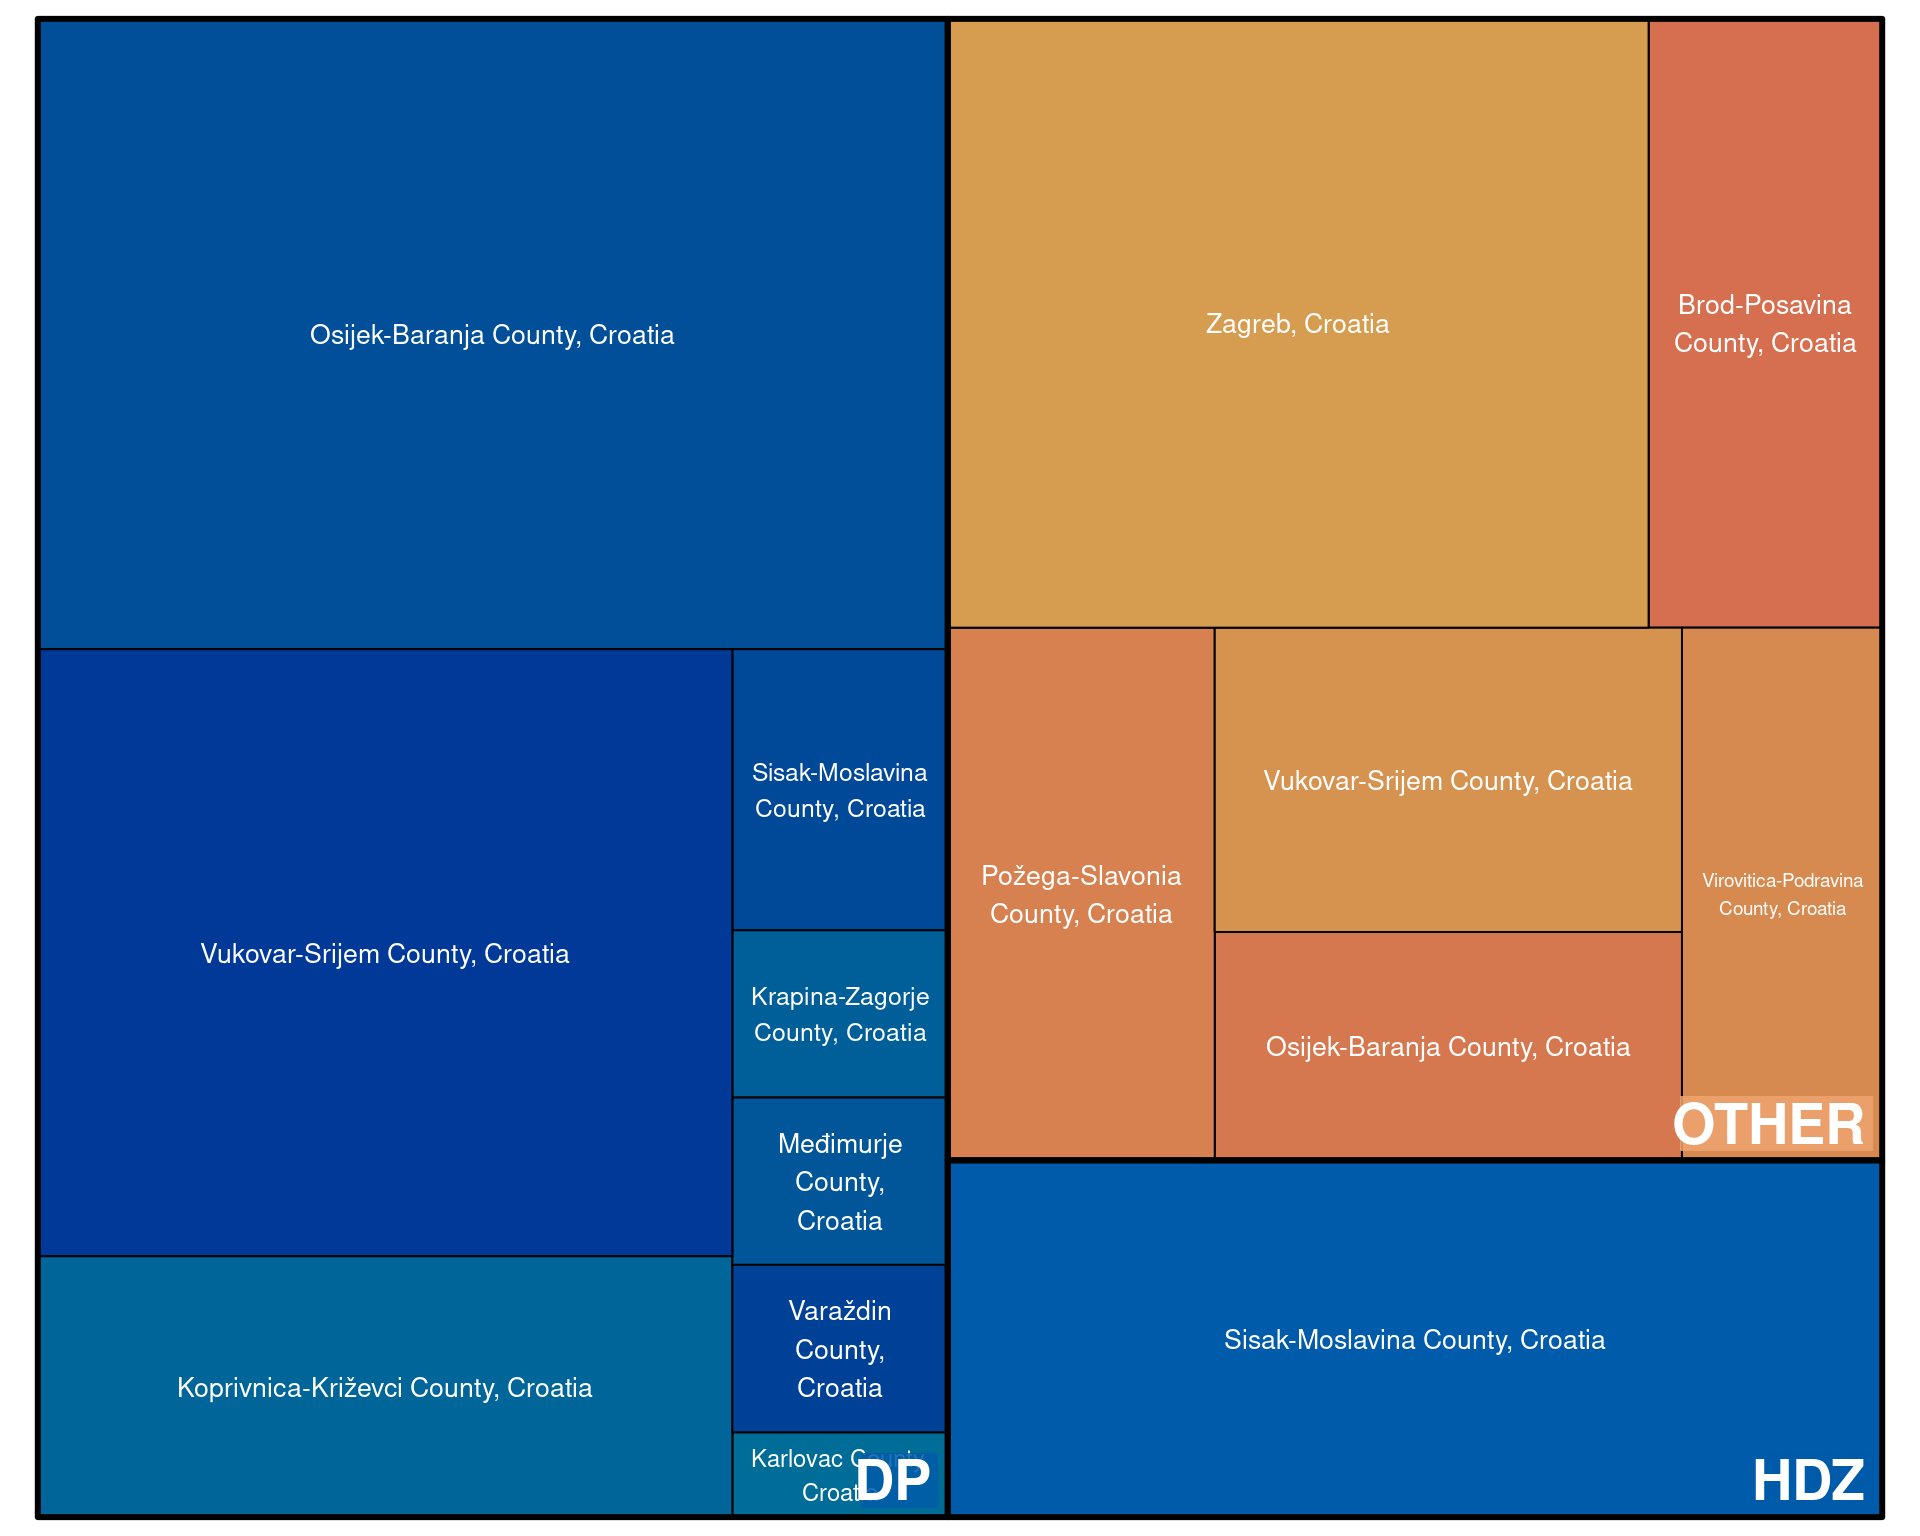 Osijek-Baranja County, Croatia
Vukovar-Srijem County, Croatia
Koprivnica-Križevci County, Croatia
Sisak-Moslavina
County, Croatia
Krapina-Zagorje
County, Croatia
Međimurje
County,
Croatia
Varaždin
County,
Croatia
Karlovac County,
Croatia
DP
Zagreb, Croatia
Brod-Posavina
County, Croatia
Požega-Slavonia
County, Croatia
Vukovar-Srijem County, Croatia
Osijek-Baranja County, Croatia
Virovitica-Podravina
County, Croatia
OTHER
Sisak-Moslavina County, Croatia
HDZ